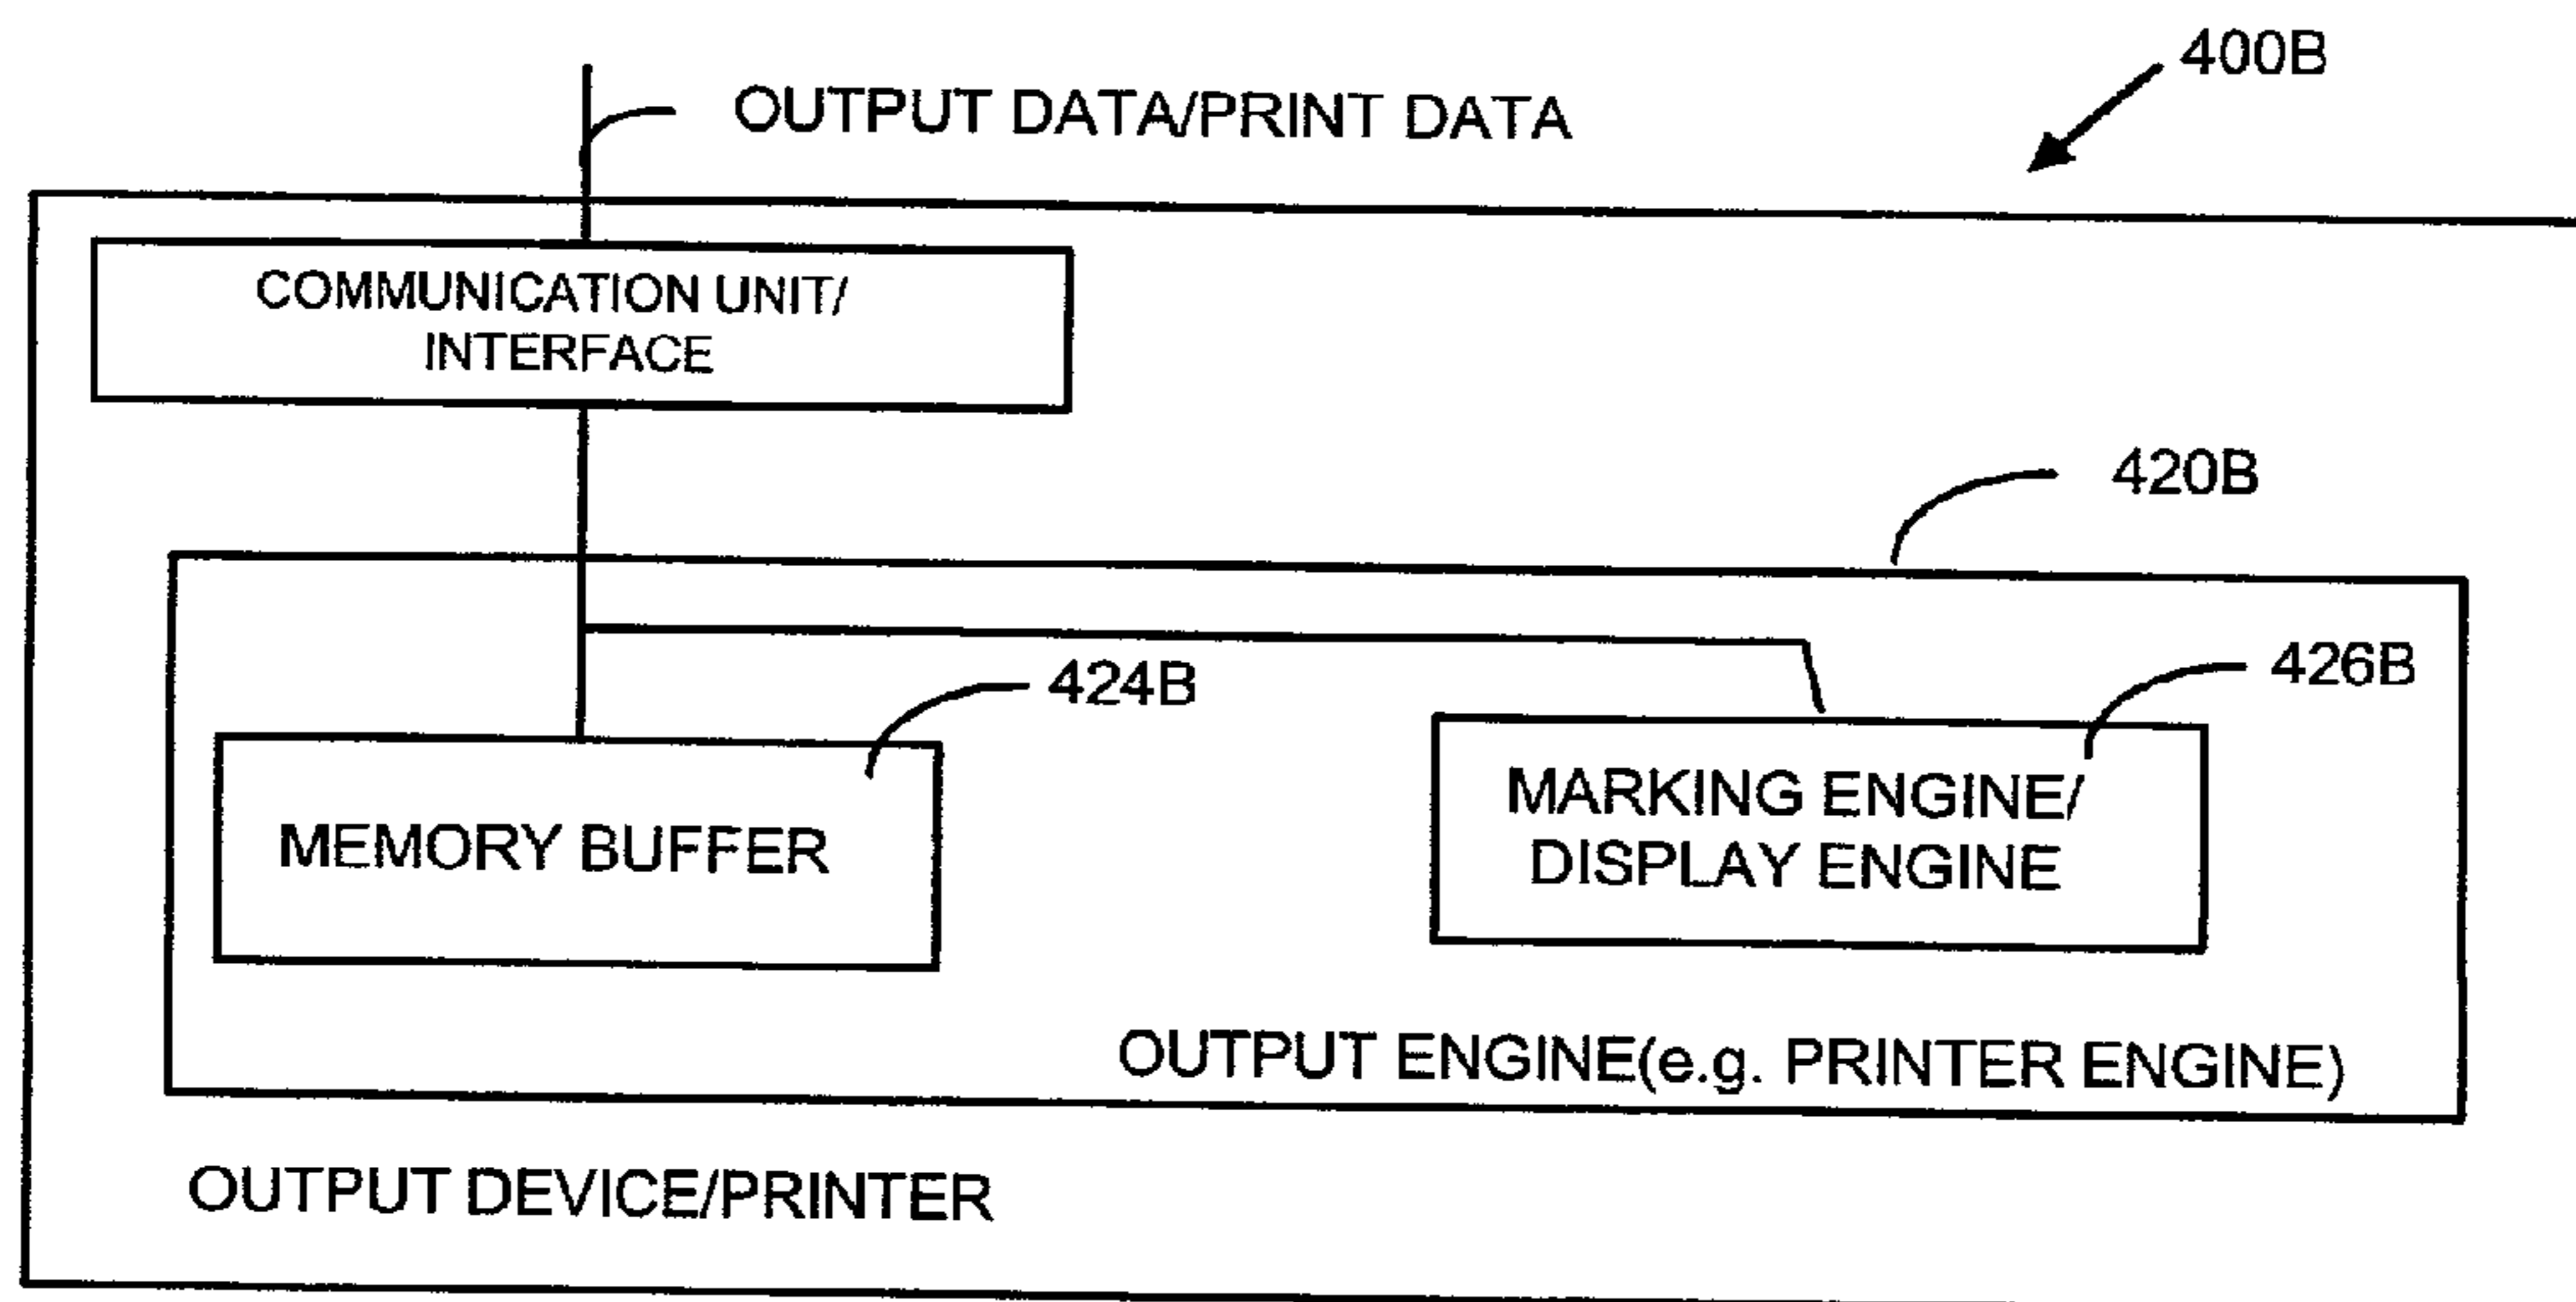 400B
OUTPUT DATA/PRINT DATA
COMMUNICATION UNIT/
INTERFACE
420B
424B
426B
MEMORY BUFFER
MARKING ENGINE/
DISPLAY ENGINE
OUTPUT ENGINE(e.g. PRINTER ENGINE)
OUTPUT DEVICE/PRINTER